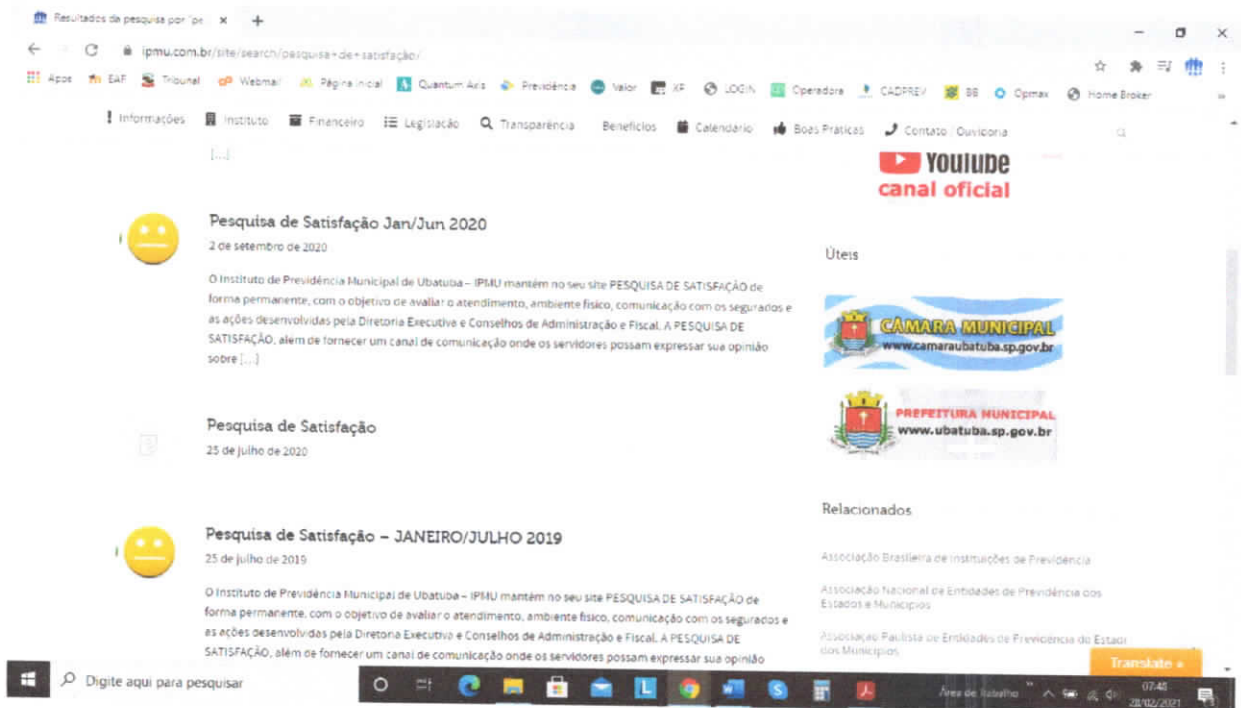 Resultados da pesquisa por "pe
ipmu.com.br/site/search/pesquisa+de+satisfação/
Apps EAF Tribunal Webmail Página inicial Quantum Axis Previdência Valor XP LOGIN Operadora CADPREV BB Opmax Home Broker »
Informações Instituto Financeiro Legislação Transparência Benefícios Calendário Boas Práticas Contato / Ouvidoria
[...]
YouTube
canal oficial
Pesquisa de Satisfação Jan/Jun 2020
2 de setembro de 2020
O Instituto de Previdência Municipal de Ubatuba – IPMU mantém no seu site PESQUISA DE SATISFAÇÃO de
forma permanente, com o objetivo de avaliar o atendimento, ambiente físico, comunicação com os segurados e
as ações desenvolvidas pela Diretoria Executiva e Conselhos de Administração e Fiscal. A PESQUISA DE
SATISFAÇÃO, além de fornecer um canal de comunicação onde os servidores possam expressar sua opinião
sobre [...]
Úteis
CÂMARA MUNICIPAL
www.camaraubatuba.sp.gov.br
PREFEITURA MUNICIPAL
www.ubatuba.sp.gov.br
Pesquisa de Satisfação
25 de julho de 2020
Pesquisa de Satisfação – JANEIRO/JULHO 2019
25 de julho de 2019
O Instituto de Previdência Municipal de Ubatuba – IPMU mantém no seu site PESQUISA DE SATISFAÇÃO de
forma permanente, com o objetivo de avaliar o atendimento, ambiente físico, comunicação com os segurados e
as ações desenvolvidas pela Diretoria Executiva e Conselhos de Administração e Fiscal. A PESQUISA DE
SATISFAÇÃO, além de fornecer um canal de comunicação onde os servidores possam expressar sua opinião
Relacionados
Associação Brasileira de Instituições de Previdência
Associação Nacional de Entidades de Previdência dos
Estados e Municípios
Associação Paulista de Entidades de Previdência do Estado
dos Municípios
Translate »
Digite aqui para pesquisar
Área de Trabalho
07:48
28/02/2021